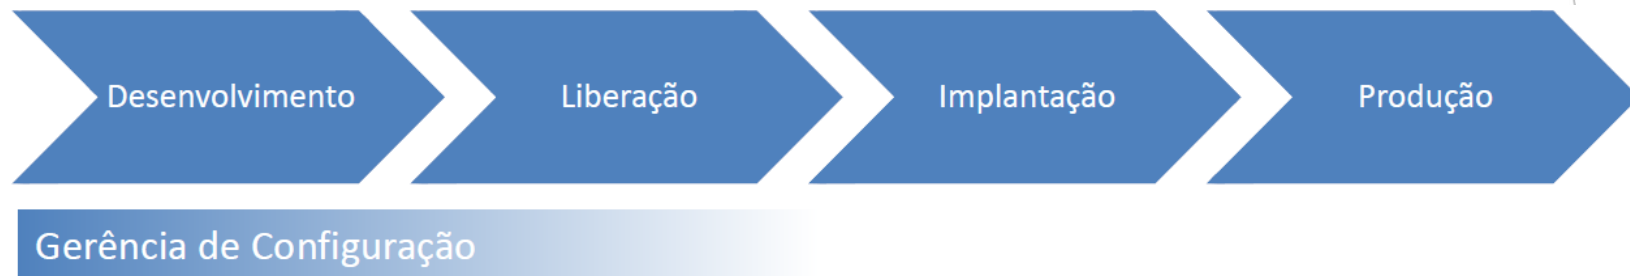 Desenvolvimento
Liberação
Implantação
Produção
Gerência de Configuração